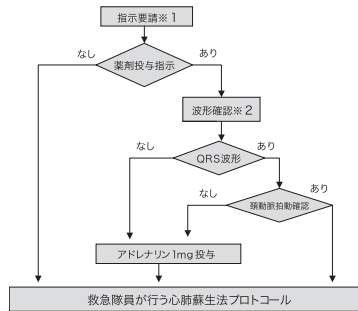 指示要請※1
薬剤投与指示
なし
あり
波形確認※2
なし
あり
QRS波形
なし
あり
頚動脈拍動確認
アドレナリン1mg投与
救急隊員が行う心肺蘇生法プロトコール